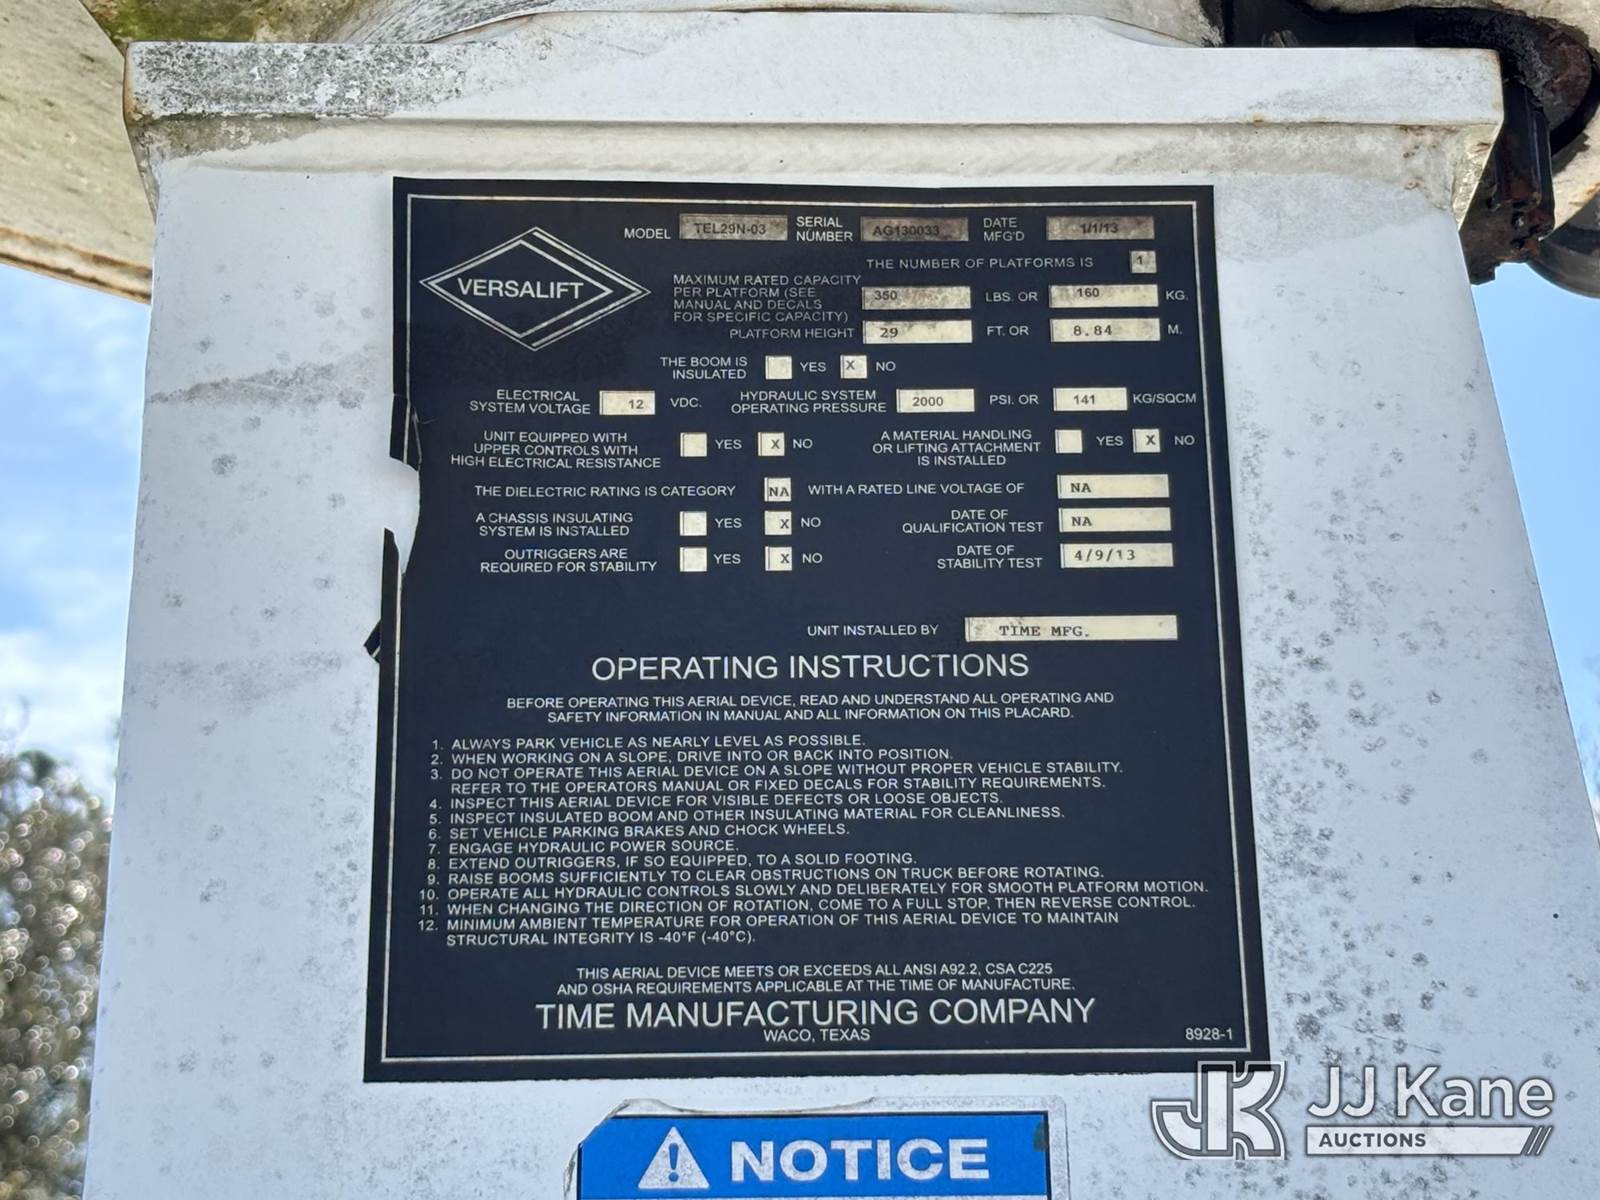 VERSALIFT
MODEL TEL29N-03 SERIAL NUMBER AG130033 DATE MFG'D 1/1/13
THE NUMBER OF PLATFORMS IS 1
MAXIMUM RATED CAPACITY
PER PLATFORM (SEE
MANUAL AND DECALS
FOR SPECIFIC CAPACITY) 350 LBS. OR 160 KG.
PLATFORM HEIGHT 29 FT. OR 8.84 M.
THE BOOM IS
INSULATED YES X NO
ELECTRICAL
SYSTEM VOLTAGE 12 VDC. HYDRAULIC SYSTEM
OPERATING PRESSURE 2000 PSI. OR 141 KG/SQCM
UNIT EQUIPPED WITH
UPPER CONTROLS WITH
HIGH ELECTRICAL RESISTANCE YES X NO
A MATERIAL HANDLING
OR LIFTING ATTACHMENT
IS INSTALLED YES X NO
THE DIELECTRIC RATING IS CATEGORY NA WITH A RATED LINE VOLTAGE OF NA
A CHASSIS INSULATING
SYSTEM IS INSTALLED YES X NO
DATE OF
QUALIFICATION TEST NA
OUTRIGGERS ARE
REQUIRED FOR STABILITY YES X NO
DATE OF
STABILITY TEST 4/9/13
UNIT INSTALLED BY TIME MFG.
OPERATING INSTRUCTIONS
BEFORE OPERATING THIS AERIAL DEVICE, READ AND UNDERSTAND ALL OPERATING AND
SAFETY INFORMATION IN MANUAL AND ALL INFORMATION ON THIS PLACARD.
1. ALWAYS PARK VEHICLE AS NEARLY LEVEL AS POSSIBLE.
2. WHEN WORKING ON A SLOPE, DRIVE INTO OR BACK INTO POSITION.
3. DO NOT OPERATE THIS AERIAL DEVICE ON A SLOPE WITHOUT PROPER VEHICLE STABILITY.
REFER TO THE OPERATORS MANUAL OR FIXED DECALS FOR STABILITY REQUIREMENTS.
4. INSPECT THIS AERIAL DEVICE FOR VISIBLE DEFECTS OR LOOSE OBJECTS.
5. INSPECT INSULATED BOOM AND OTHER INSULATING MATERIAL FOR CLEANLINESS.
6. SET VEHICLE PARKING BRAKES AND CHOCK WHEELS.
7. ENGAGE HYDRAULIC POWER SOURCE.
8. EXTEND OUTRIGGERS, IF SO EQUIPPED, TO A SOLID FOOTING.
9. RAISE BOOMS SUFFICIENTLY TO CLEAR OBSTRUCTIONS ON TRUCK BEFORE ROTATING.
10. OPERATE ALL HYDRAULIC CONTROLS SLOWLY AND DELIBERATELY FOR SMOOTH PLATFORM MOTION.
11. WHEN CHANGING THE DIRECTION OF ROTATION, COME TO A FULL STOP, THEN REVERSE CONTROL.
12. MINIMUM AMBIENT TEMPERATURE FOR OPERATION OF THIS AERIAL DEVICE TO MAINTAIN
STRUCTURAL INTEGRITY IS -40°F (-40°C).
THIS AERIAL DEVICE MEETS OR EXCEEDS ALL ANSI A92.2, CSA C225
AND OSHA REQUIREMENTS APPLICABLE AT THE TIME OF MANUFACTURE.
TIME MANUFACTURING COMPANY
WACO, TEXAS
8928-1
NOTICE
JK JJ Kane
AUCTIONS